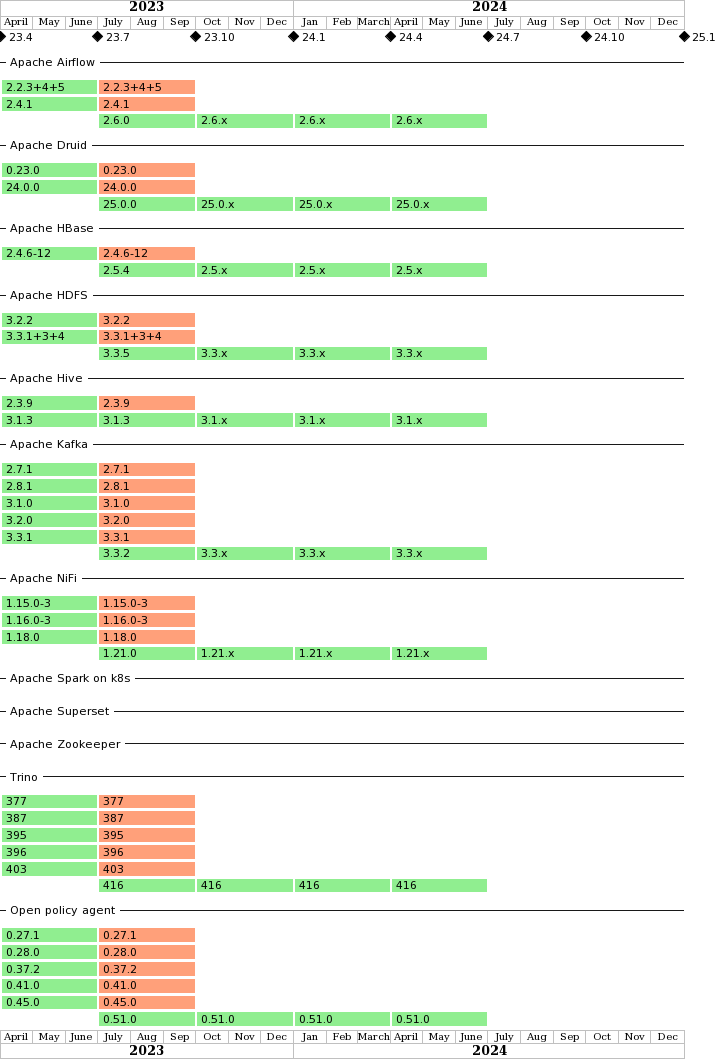 2023 2024
April May June July Aug Sep Oct Nov Dec Jan Feb March April May June July Aug Sep Oct Nov Dec
23.4 23.7 23.10 24.1 24.4 24.7 24.10 25.1
Apache Airflow
2.2.3+4+5 2.2.3+4+5
2.4.1 2.4.1
2.6.0 2.6.x 2.6.x 2.6.x
Apache Druid
0.23.0 0.23.0
24.0.0 24.0.0
25.0.0 25.0.x 25.0.x 25.0.x
Apache HBase
2.4.6-12 2.4.6-12
2.5.4 2.5.x 2.5.x 2.5.x
Apache HDFS
3.2.2 3.2.2
3.3.1+3+4 3.3.1+3+4
3.3.5 3.3.x 3.3.x 3.3.x
Apache Hive
2.3.9 2.3.9
3.1.3 3.1.3 3.1.x 3.1.x 3.1.x
Apache Kafka
2.7.1 2.7.1
2.8.1 2.8.1
3.1.0 3.1.0
3.2.0 3.2.0
3.3.1 3.3.1
3.3.2 3.3.x 3.3.x 3.3.x
Apache NiFi
1.15.0-3 1.15.0-3
1.16.0-3 1.16.0-3
1.18.0 1.18.0
1.21.0 1.21.x 1.21.x 1.21.x
Apache Spark on k8s
Apache Superset
Apache Zookeeper
Trino
377 377
387 387
395 395
396 396
403 403
416 416 416 416
Open policy agent
0.27.1 0.27.1
0.28.0 0.28.0
0.37.2 0.37.2
0.41.0 0.41.0
0.45.0 0.45.0
0.51.0 0.51.0 0.51.0 0.51.0
April May June July Aug Sep Oct Nov Dec Jan Feb March April May June July Aug Sep Oct Nov Dec
2023 2024